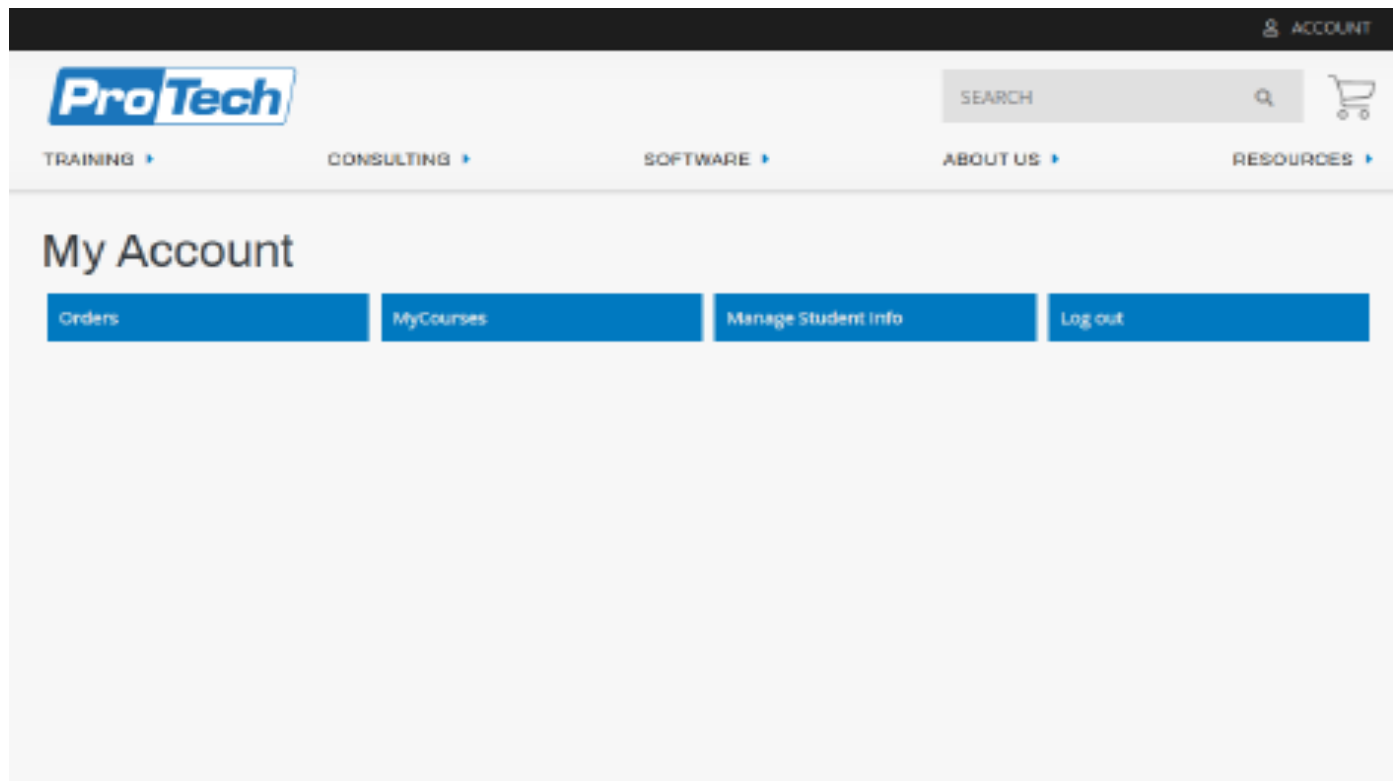 ACCOUNT
ProTech
SEARCH
TRAINING CONSULTING SOFTWARE ABOUT US RESOURCES
My Account
Orders MyCourses Manage Student Info Log out